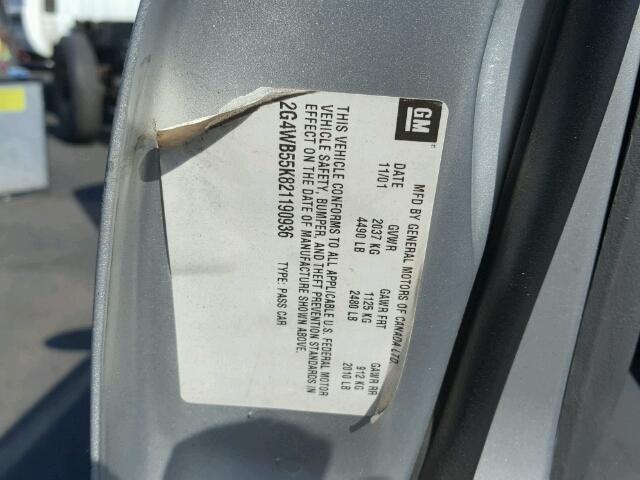 GM
MFD BY GENERAL MOTORS OF CANADA LTD.
DATE GVWR GAWR FRT GAWR RR
11/01 2037 KG 1125 KG 912 KG
4490 LB 2480 LB 2010 LB
THIS VEHICLE CONFORMS TO ALL APPLICABLE U.S. FEDERAL MOTOR
VEHICLE SAFETY, BUMPER, AND THEFT PREVENTION STANDARDS IN
EFFECT ON THE DATE OF MANUFACTURE SHOWN ABOVE.
2G4WB55K821190936 TYPE: PASS CAR